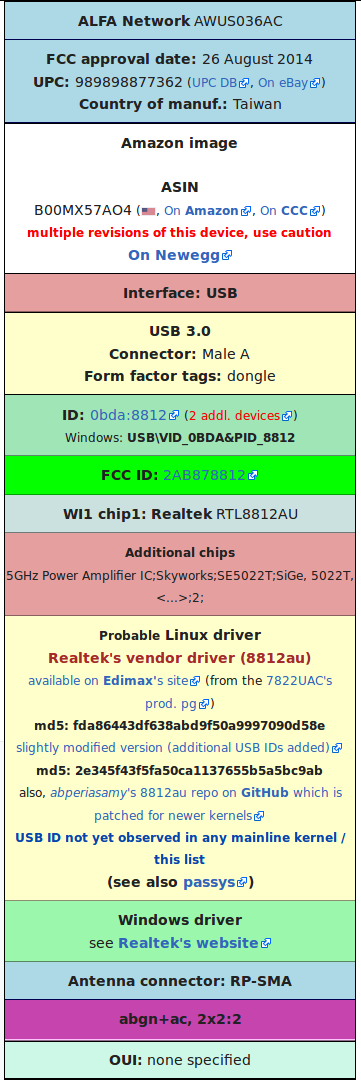 ALFA Network AWUS036AC
FCC approval date: 26 August 2014
UPC: 989898877362 (UPC DB, On eBay)
Country of manuf.: Taiwan
Amazon image
ASIN
B00MX57AO4 (, On Amazon, On CCC)
multiple revisions of this device, use caution
On Newegg
Interface: USB
USB 3.0
Connector: Male A
Form factor tags: dongle
ID: 0bda:8812 (2 addl. devices)
Windows: USB\VID_0BDA&PID_8812
FCC ID: 2AB878812
WI1 chip1: Realtek RTL8812AU
Additional chips
5GHz Power Amplifier IC;Skyworks;SE5022T;SiGe, 5022T,
<...>;2;
Probable Linux driver
Realtek's vendor driver (8812au)
available on Edimax's site (from the 7822UAC's
prod. pg)
md5: fda86443df638abd9f50a9997090d58e
slightly modified version (additional USB IDs added)
md5: 2e345f43f5fa50ca1137655b5a5bc9ab
also, abperiasamy's 8812au repo on GitHub which is
patched for newer kernels
USB ID not yet observed in any mainline kernel /
this list
(see also passys)
Windows driver
see Realtek's website
Antenna connector: RP-SMA
abgn+ac, 2x2:2
OUI: none specified